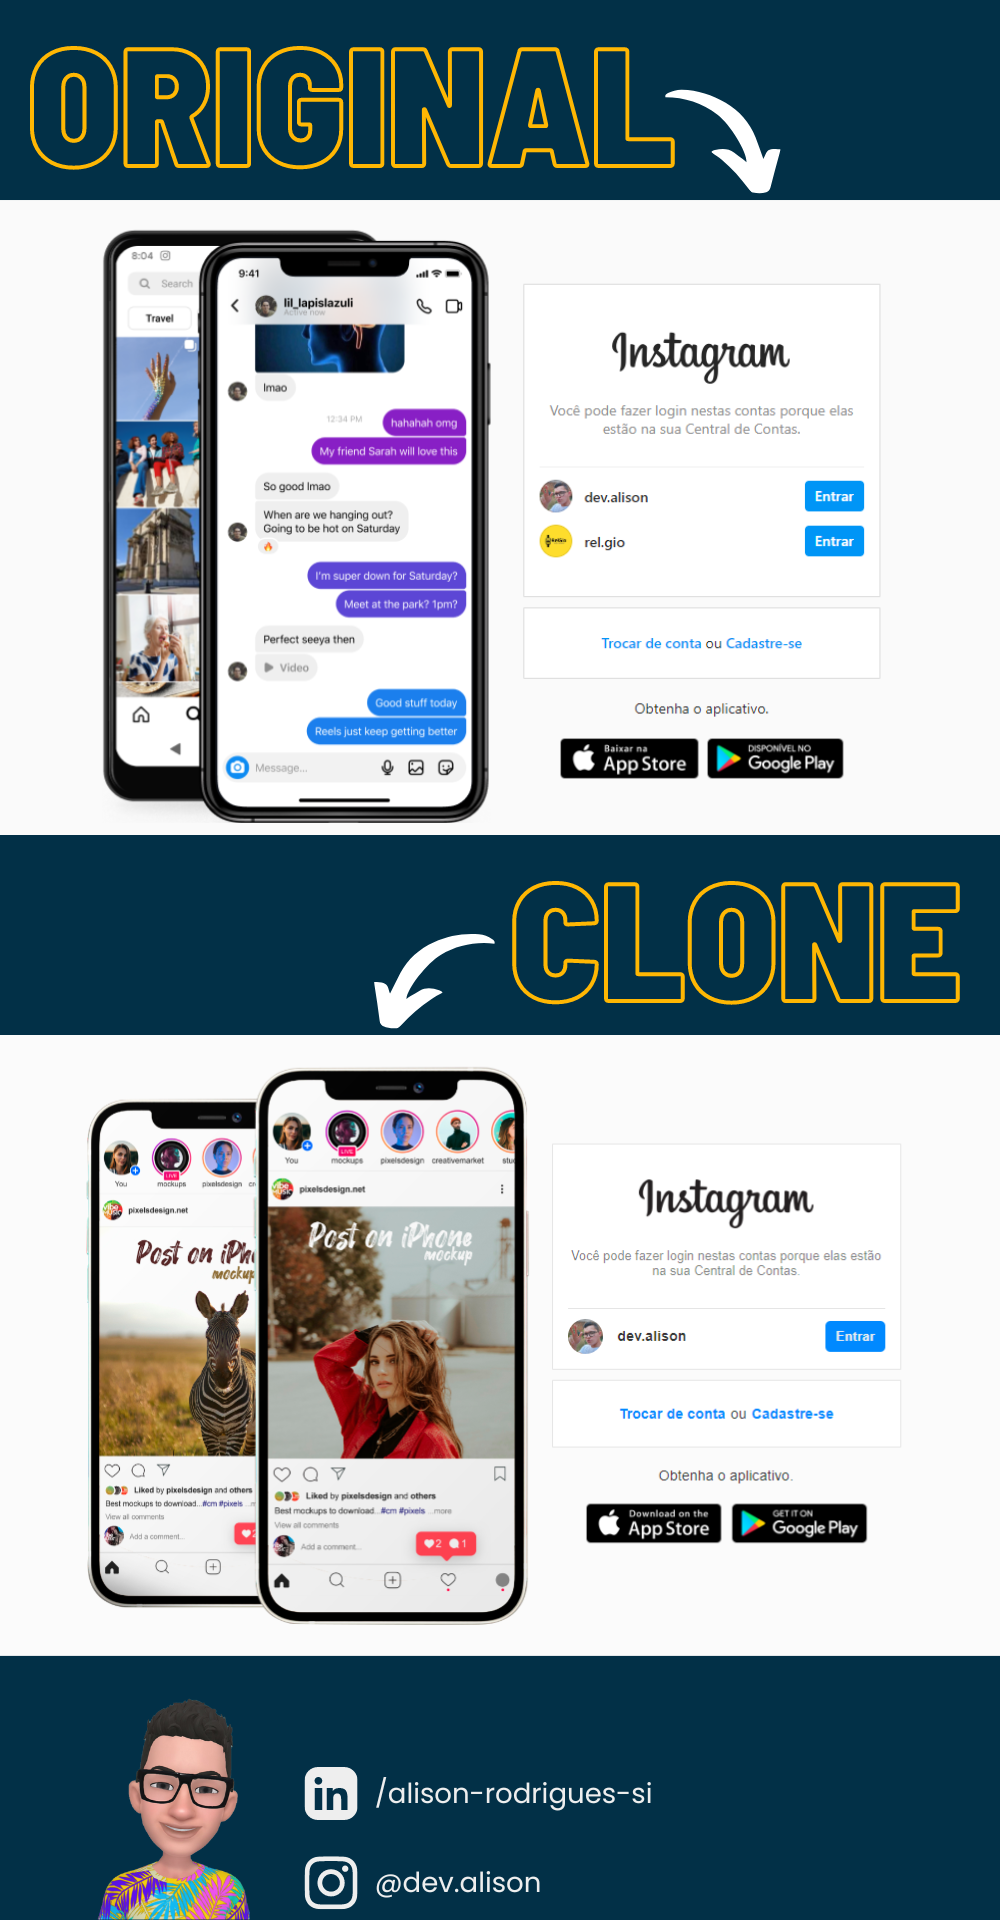 ORIGINAL
8:04
Search
Travel
9:41
lil_lapislazuli
Active now
lmao
12:34 PM
hahahah omg
My friend Sarah will love this
So good lmao
When are we hanging out?
Going to be hot on Saturday
I'm super down for Saturday?
Meet at the park? 1pm?
Perfect seeya then
Video
Good stuff today
Reels just keep getting better
Message...
Instagram
Você pode fazer login nestas contas porque elas
estão na sua Central de Contas.
dev.alison
Entrar
rel.gio
Entrar
Trocar de conta ou Cadastre-se
Obtenha o aplicativo.
Baixar na
App Store
DISPONÍVEL NO
Google Play
CLONE
You
LIVE
mockups
pixelsdesign
pixelsdesign.net
Post on iPh
mockup
Liked by pixelsdesign and others
Best mockups to download...#cm #pixels ...m
View all comments
Add a comment...
2
You
LIVE
mockups
pixelsdesign
creativemarket
stu
pixelsdesign.net
Post on iPhone
mockup
Liked by pixelsdesign and others
Best mockups to download...#cm #pixels ...more
View all comments
Add a comment...
2 1
Instagram
Você pode fazer login nestas contas porque elas estão
na sua Central de Contas.
dev.alison
Entrar
Trocar de conta ou Cadastre-se
Obtenha o aplicativo.
Download on the
App Store
GET IT ON
Google Play
in
/alison-rodrigues-si
@dev.alison